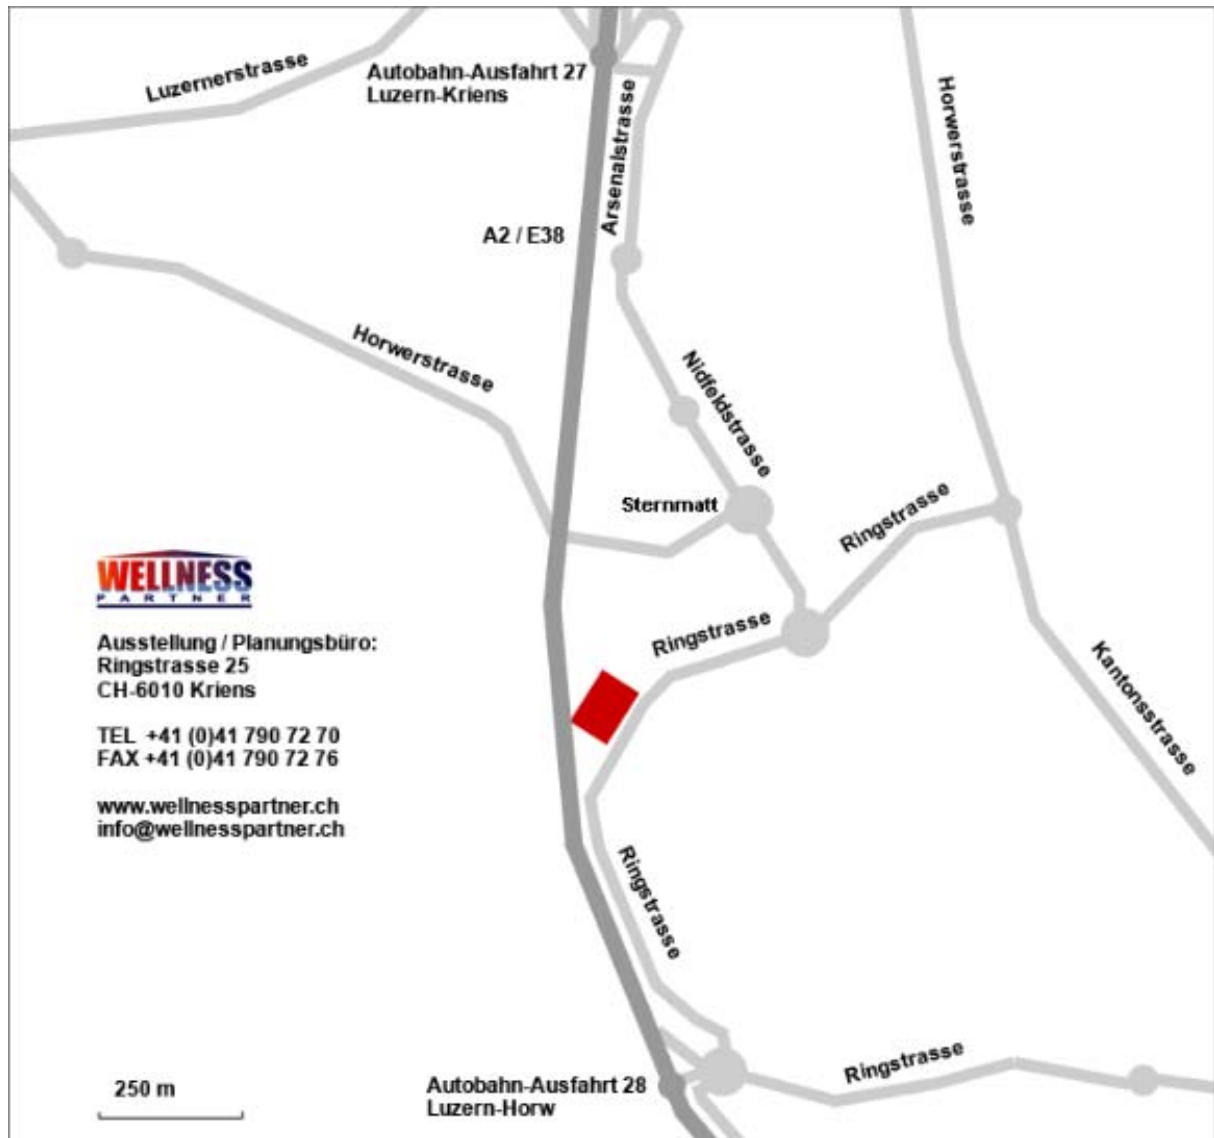 Luzernerstrasse
Autobahn-Ausfahrt 27
Luzern-Kriens
Arsenalstrasse
Horwerstrasse
A2 / E38
Horwerstrasse
Nidfeldstrasse
Sternmatt
Ringstrasse
WELLNESS
PARTNER
Ringstrasse
Ausstellung / Planungsbüro:
Ringstrasse 25
CH-6010 Kriens
TEL +41 (0)41 790 72 70
FAX +41 (0)41 790 72 76
www.wellnesspartner.ch
info@wellnesspartner.ch
Kantonsstrasse
Ringstrasse
Ringstrasse
250 m
Autobahn-Ausfahrt 28
Luzern-Horw